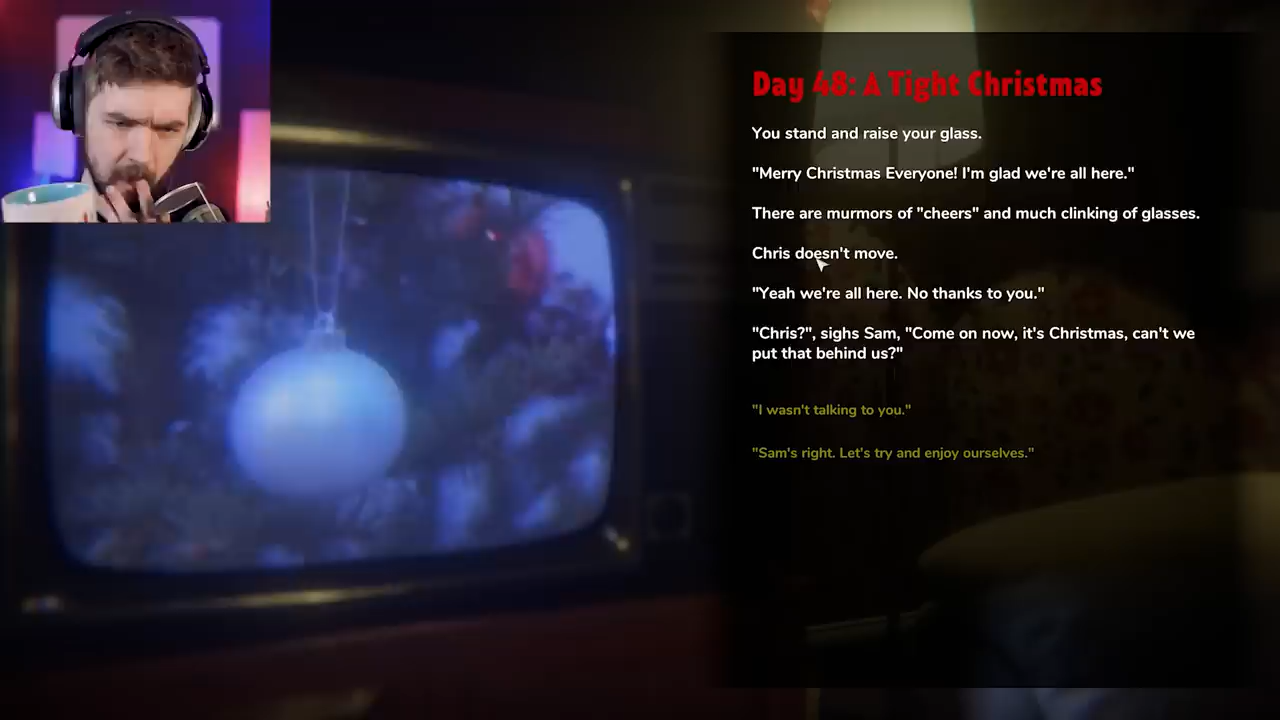 Day 48: A Tight Christmas
You stand and raise your glass.
"Merry Christmas Everyone! I'm glad we're all here."
There are murmors of "cheers" and much clinking of glasses.
Chris doesn't move.
"Yeah we're all here. No thanks to you."
"Chris?", sighs Sam, "Come on now, it's Christmas, can't we
put that behind us?"
"I wasn't talking to you."
"Sam's right. Let's try and enjoy ourselves."